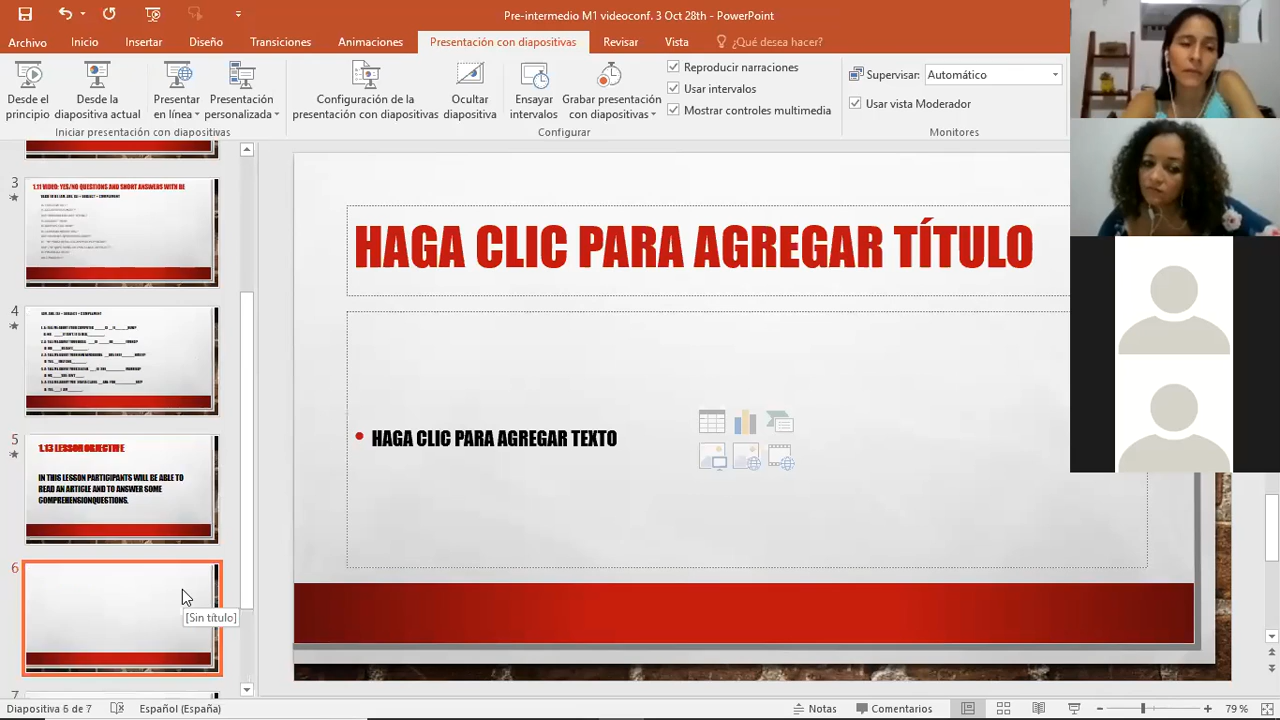 Pre-intermedio M1 videoconf. 3 Oct 28th - PowerPoint
Archivo Inicio Insertar Diseño Transiciones Animaciones Presentación con diapositivas Revisar Vista ¿Qué desea hacer?
Desde el principio
Desde la diapositiva actual
Presentar en línea
Presentación personalizada
Iniciar presentación con diapositivas
Configuración de la presentación con diapositivas
Ocultar diapositiva
Ensayar intervalos
Grabar presentación con diapositivas
Reproducir narraciones
Usar intervalos
Mostrar controles multimedia
Configurar
Supervisar: Automático
Usar vista Moderador
Monitores
3
1.11 VIDEO: YES/NO QUESTIONS AND SHORT ANSWERS WITH BE
4
5
1.13 LESSON OBJECTIVE
IN THIS LESSON PARTICIPANTS WILL BE ABLE TO
READ AN ARTICLE AND TO ANSWER SOME
COMPREHENSIONQUESTIONS.
6
[Sin título]
7
HAGA CLIC PARA AGREGAR TÍTULO
• HAGA CLIC PARA AGREGAR TEXTO
Diapositiva 6 de 7 Español (España) Notas Comentarios 79 %